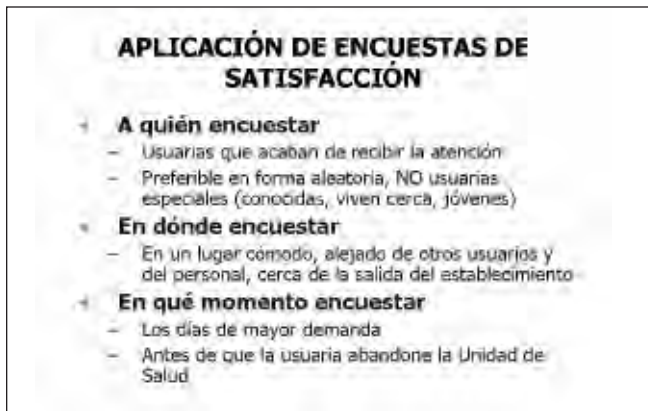 APLICACIÓN DE ENCUESTAS DE
SATISFACCIÓN
A quién encuestar
– Usuarias que acaban de recibir la atención
– Preferible en forma aleatoria, NO usuarias
especiales (conocidas, viven cerca, jóvenes)
En dónde encuestar
– En un lugar cómodo, alejado de otros usuarios y
del personal, cerca de la salida del establecimiento
En qué momento encuestar
– Los días de mayor demanda
– Antes de que la usuaria abandone la Unidad de
Salud